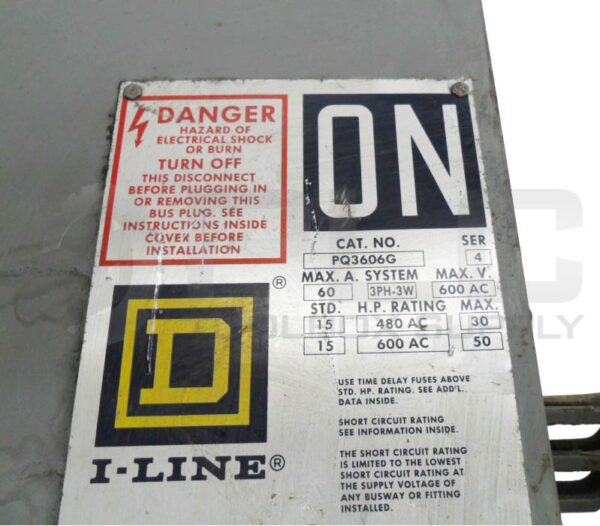 DANGER
HAZARD OF
ELECTRICAL SHOCK
OR BURN
TURN OFF
THIS DISCONNECT
BEFORE PLUGGING IN
OR REMOVING THIS
BUS PLUG. SEE
INSTRUCTIONS INSIDE
COVER BEFORE
INSTALLATION
ON
CAT. NO. SER
PQ3606G 4
MAX. A. SYSTEM MAX. V.
60 3PH-3W 600 AC
STD. H.P. RATING MAX.
15 480 AC 30
15 600 AC 50
D
®
I-LINE®
USE TIME DELAY FUSES ABOVE
STD. HP. RATING. SEE ADD'L.
DATA INSIDE.
SHORT CIRCUIT RATING
SEE INFORMATION INSIDE.
THE SHORT CIRCUIT RATING
IS LIMITED TO THE LOWEST
SHORT CIRCUIT RATING AT
THE SUPPLY VOLTAGE OF
ANY BUSWAY OR FITTING
INSTALLED.